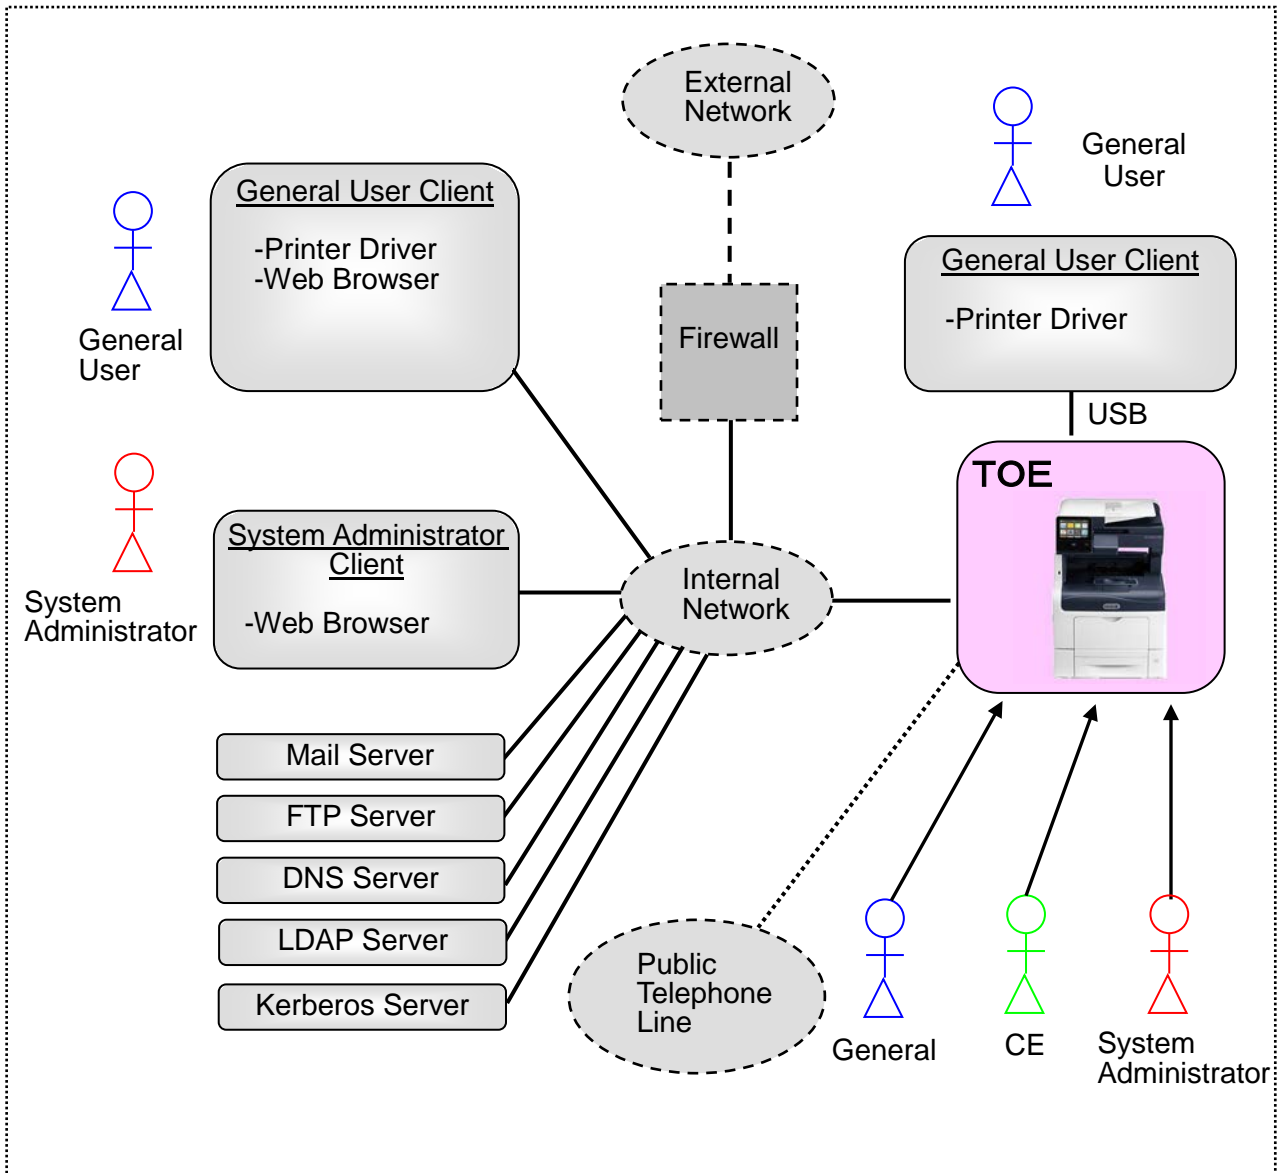 External
Network
General
User
General User Client
-Printer Driver
-Web Browser
General
User
Firewall
General User Client
-Printer Driver
USB
TOE
System Administrator
Client
-Web Browser
System
Administrator
Internal
Network
Mail Server
FTP Server
DNS Server
LDAP Server
Kerberos Server
Public
Telephone
Line
General
CE
System
Administrator